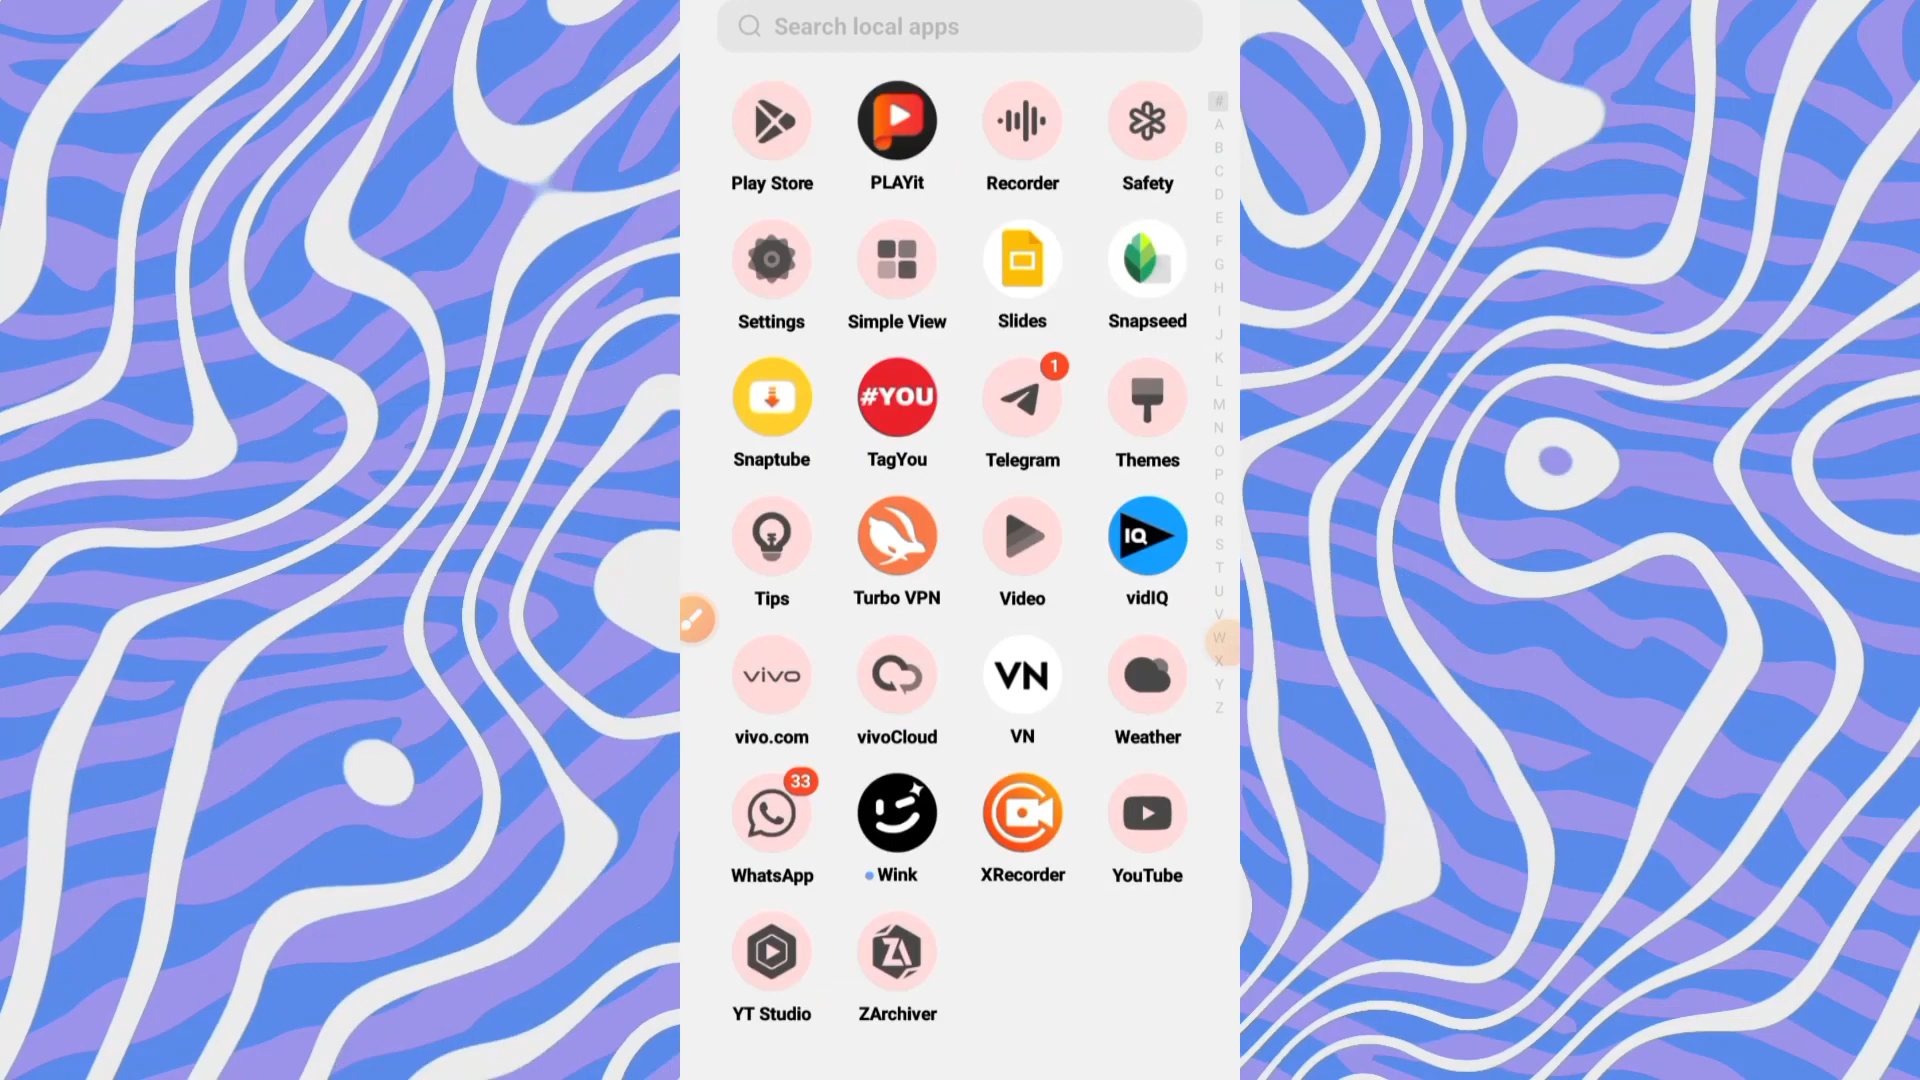 Search local apps
Play Store
PLAYit
Recorder
Safety
Settings
Simple View
Slides
Snapseed
#YOU
1
Snaptube
TagYou
Telegram
Themes
IQ
Tips
Turbo VPN
Video
vidIQ
vivo
VN
vivo.com
vivoCloud
VN
Weather
33
WhatsApp
Wink
XRecorder
YouTube
ZA
YT Studio
ZArchiver
#
A
B
C
D
E
F
G
H
I
J
K
L
M
N
O
P
Q
R
S
T
U
V
W
X
Y
Z